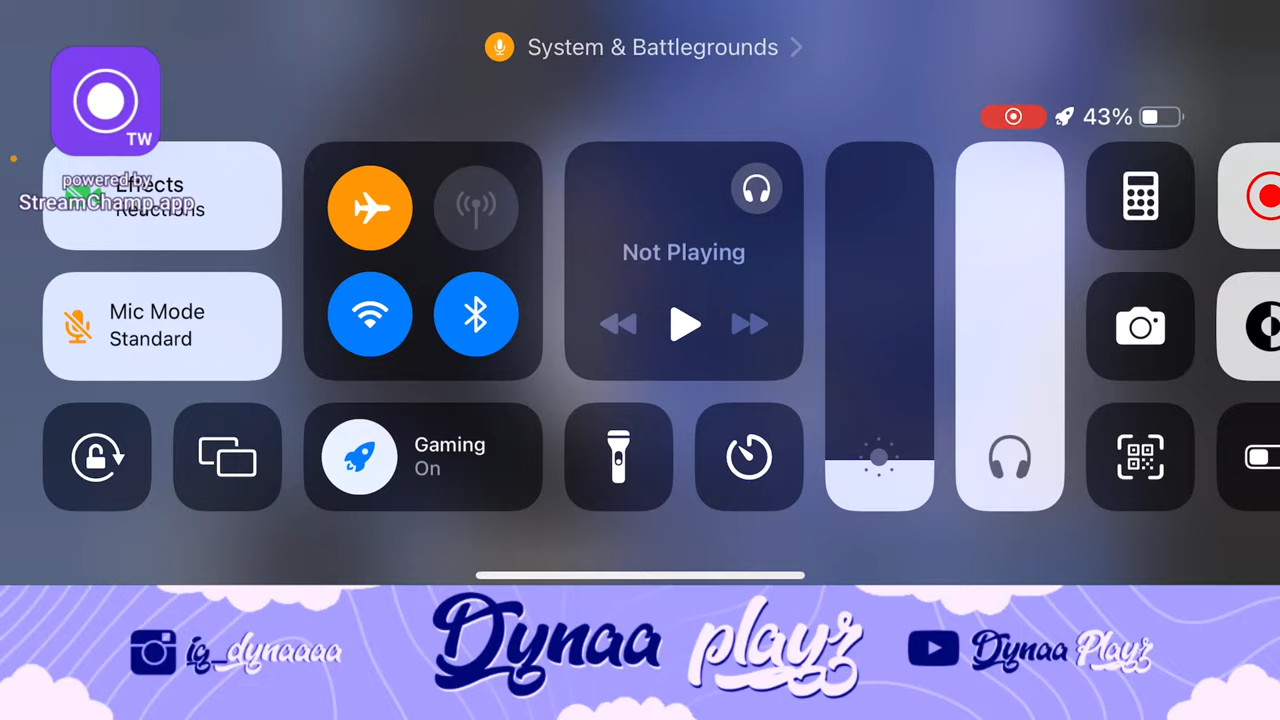 System & Battlegrounds
43%
TW
powered by
StreamChamp.app
Effects
Reactions
Not Playing
Mic Mode
Standard
Gaming
On
ig_dynaaaa
Dynaa playz
Dynaa Playz